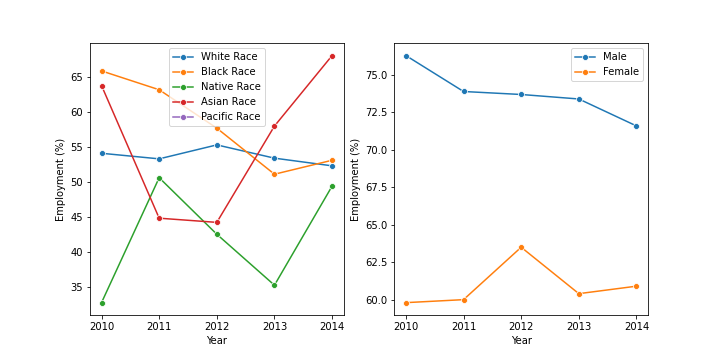 White Race
Black Race
Native Race
Asian Race
Pacific Race
65
60
55
50
45
40
35
Employment (%)
2010 2011 2012 2013 2014
Year
Male
Female
75.0
72.5
70.0
67.5
65.0
62.5
60.0
Employment (%)
2010 2011 2012 2013 2014
Year